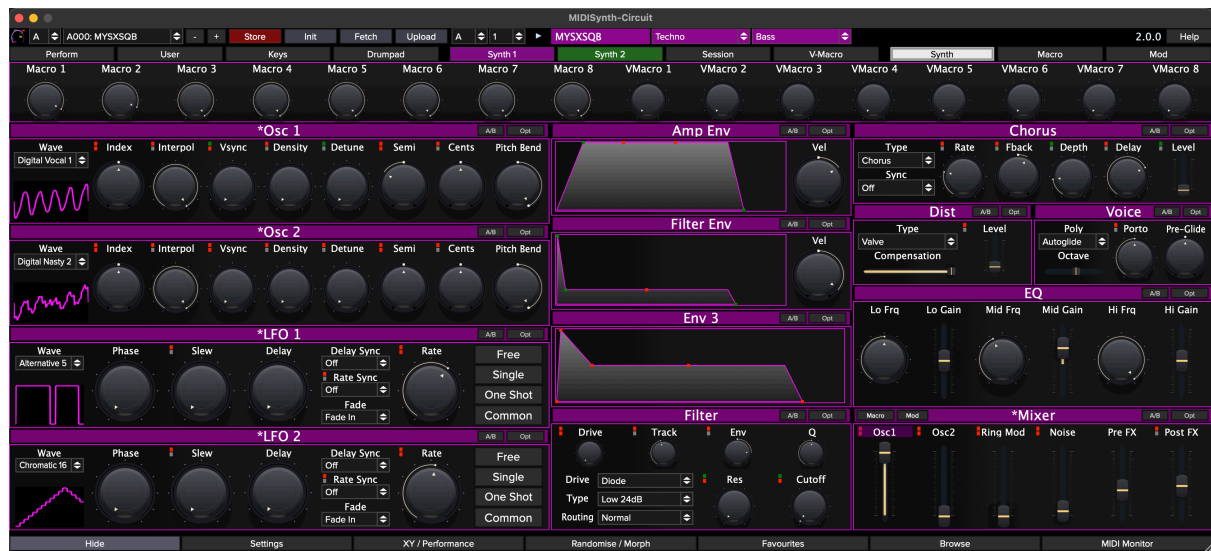 MIDISynth-Circuit
A A000: MYSXSQB - + Store Init Fetch Upload A 1 MYSXSQB Techno Bass 2.0.0 Help
Perform User Keys Drumpad Synth 1 Synth 2 Session V-Macro Synth Macro Mod
Macro 1 Macro 2 Macro 3 Macro 4 Macro 5 Macro 6 Macro 7 Macro 8 VMacro 1 VMacro 2 VMacro 3 VMacro 4 VMacro 5 VMacro 6 VMacro 7 VMacro 8
*Osc 1 A/B Opt
Wave Index Interpol Vsync Density Detune Semi Cents Pitch Bend
Digital Vocal 1
*Osc 2 A/B Opt
Wave Index Interpol Vsync Density Detune Semi Cents Pitch Bend
Digital Nasty 2
*LFO 1 A/B Opt
Wave Phase Slew Delay Delay Sync Rate
Alternative 5 Off Free
Rate Sync Single
Off One Shot
Fade
Fade In Common
*LFO 2 A/B Opt
Wave Phase Slew Delay Delay Sync Rate
Chromatic 16 Off Free
Rate Sync Single
Off One Shot
Fade
Fade In Common
Amp Env A/B Opt
Vel
Filter Env A/B Opt
Vel
Env 3 A/B Opt
Filter A/B Opt
Drive Track Env Q
Drive Diode Res Cutoff
Type Low 24dB
Routing Normal
Chorus A/B Opt
Type Rate Fback Depth Delay Level
Chorus
Sync
Off
Dist A/B Opt
Type Level
Valve
Compensation
Voice A/B Opt
Poly Porto Pre-Glide
Autoglide
Octave
EQ A/B Opt
Lo Frq Lo Gain Mid Frq Mid Gain Hi Frq Hi Gain
Macro Mod *Mixer A/B Opt
Osc1 Osc2 Ring Mod Noise Pre FX Post FX
Hide Settings XY / Performance Randomise / Morph Favourites Browse MIDI Monitor